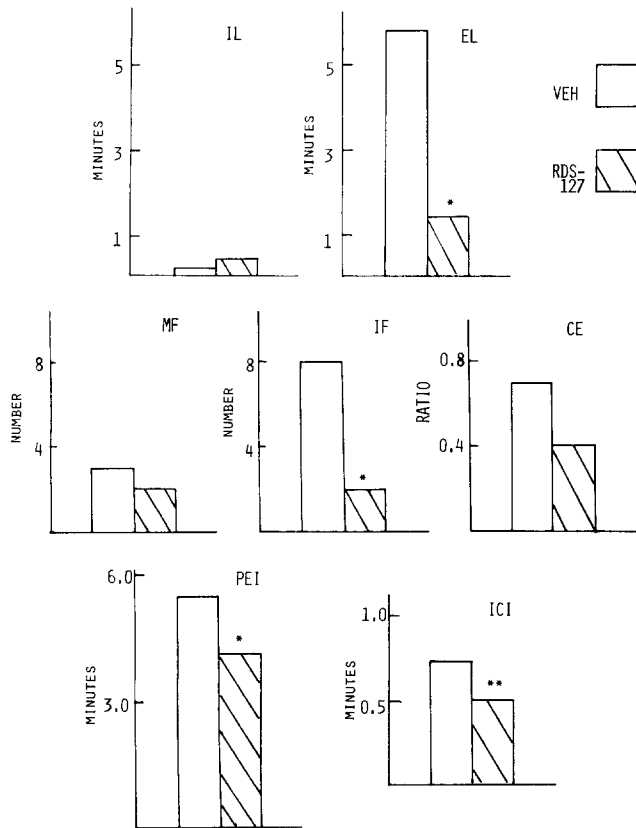 IL
5
3
1
MINUTES
EL
5
3
1
MINUTES
*
VEH
RDS-
127
MF
8
4
NUMBER
IF
8
4
NUMBER
*
CE
0.8
0.4
RATIO
PEI
6.0
3.0
MINUTES
*
ICI
1.0
0.5
MINUTES
**